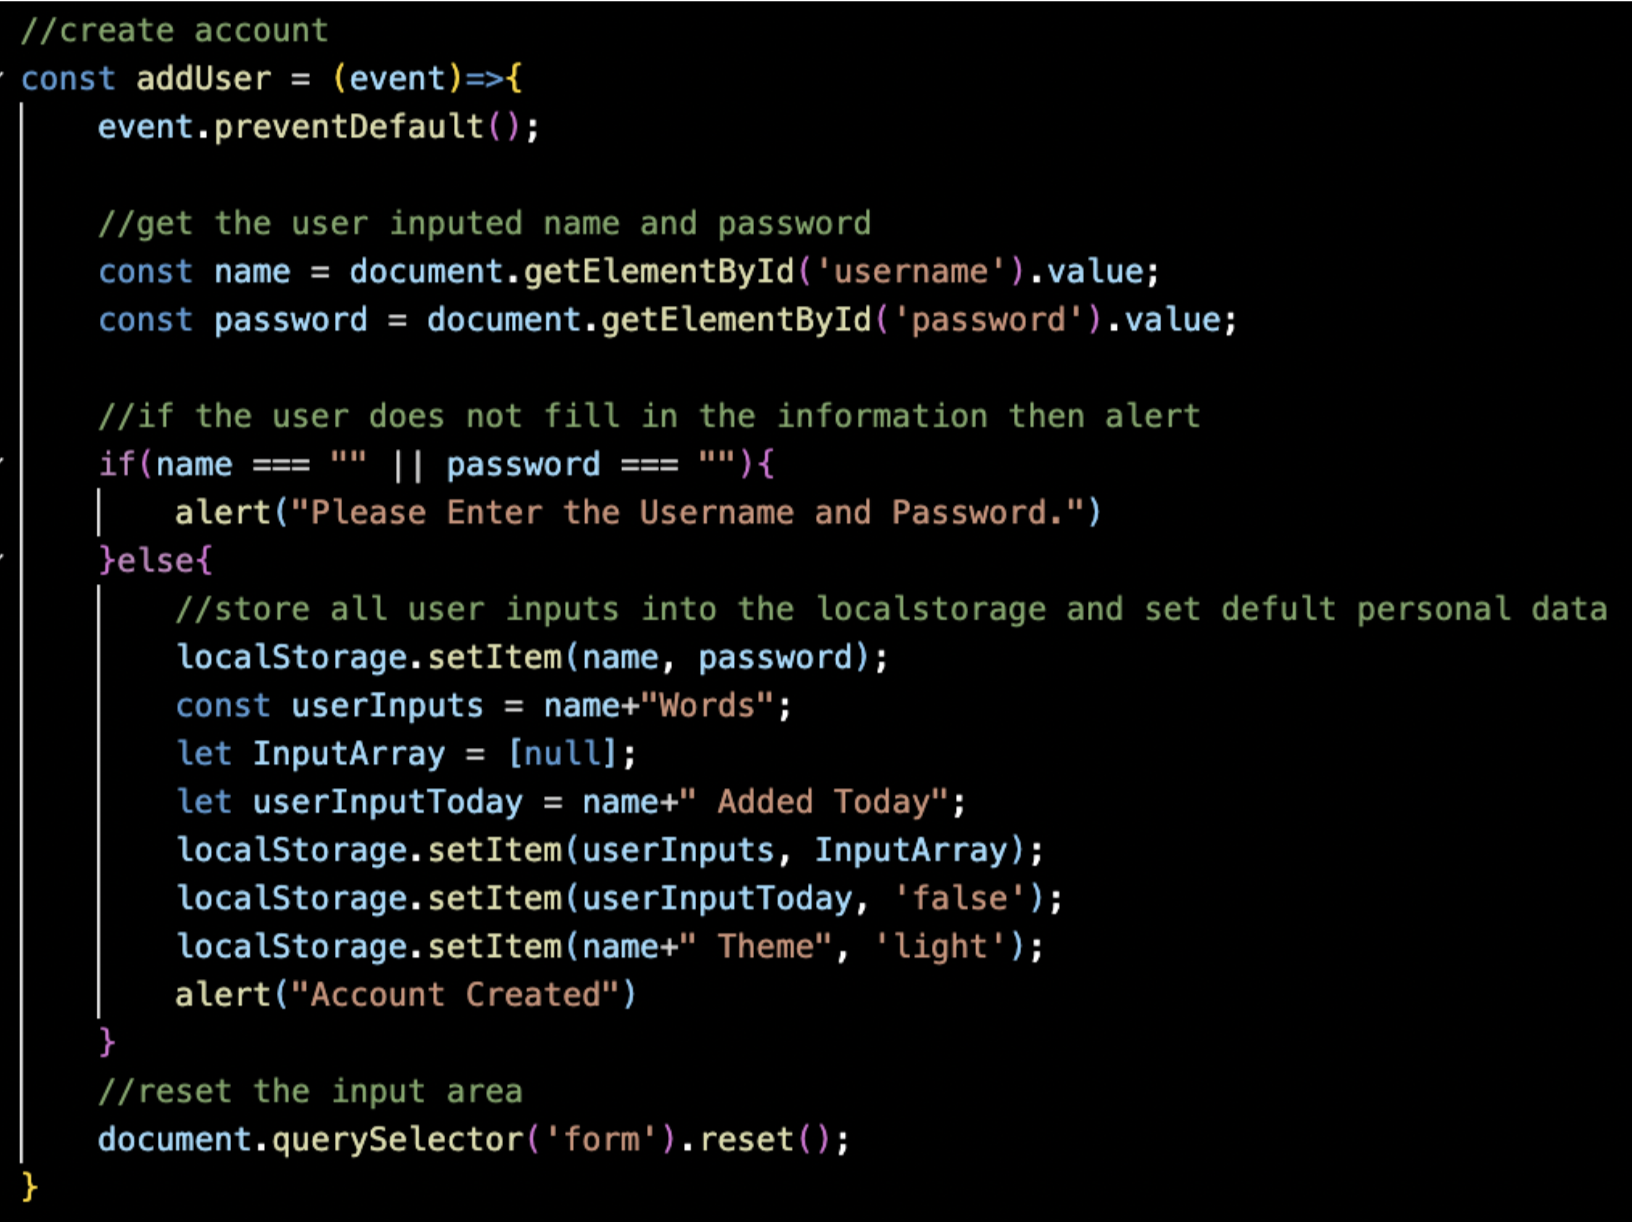 //create account
const addUser = (event)=>{
    event.preventDefault();

    //get the user inputed name and password
    const name = document.getElementById('username').value;
    const password = document.getElementById('password').value;

    //if the user does not fill in the information then alert
    if(name === "" || password === ""){
        alert("Please Enter the Username and Password.")
    }else{
        //store all user inputs into the localstorage and set defult personal data
        localStorage.setItem(name, password);
        const userInputs = name+"Words";
        let InputArray = [null];
        let userInputToday = name+" Added Today";
        localStorage.setItem(userInputs, InputArray);
        localStorage.setItem(userInputToday, 'false');
        localStorage.setItem(name+" Theme", 'light');
        alert("Account Created")
    }
    //reset the input area
    document.querySelector('form').reset();
}